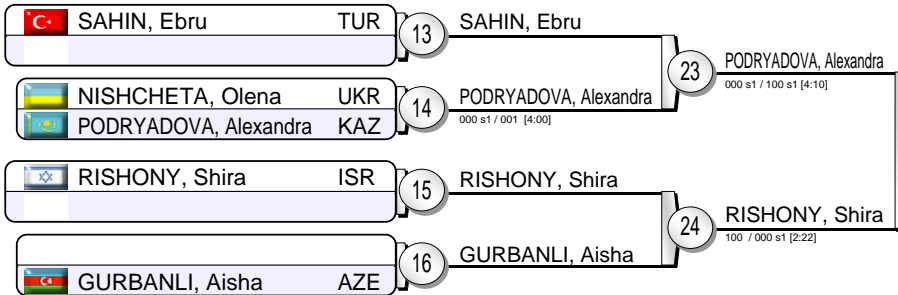 SAHIN, Ebru TUR
13
SAHIN, Ebru
NISHCHETA, Olena UKR
PODRYADOVA, Alexandra KAZ
14
PODRYADOVA, Alexandra
000 s1 / 001 [4:00]
23
PODRYADOVA, Alexandra
000 s1 / 100 s1 [4:10]
RISHONY, Shira ISR
15
RISHONY, Shira
GURBANLI, Aisha AZE
16
GURBANLI, Aisha
24
RISHONY, Shira
100 / 000 s1 [2:22]